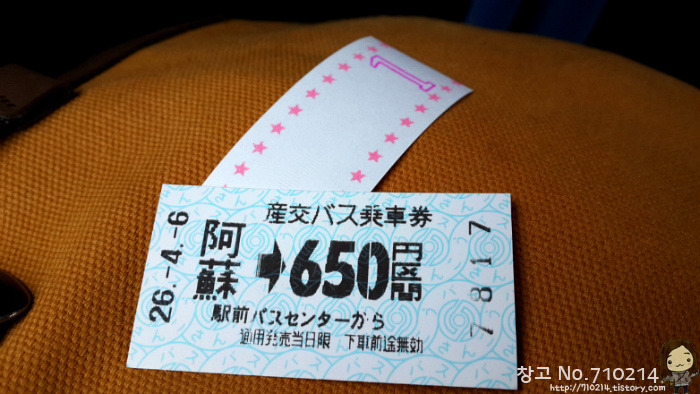 1
産交バス乗車券
26.-4.-6
阿蘇➡650円区間
7817
駅前バスセンターから
通用発売当日限 下車前途無効
창고 No.710214
http://710214.tistory.com/